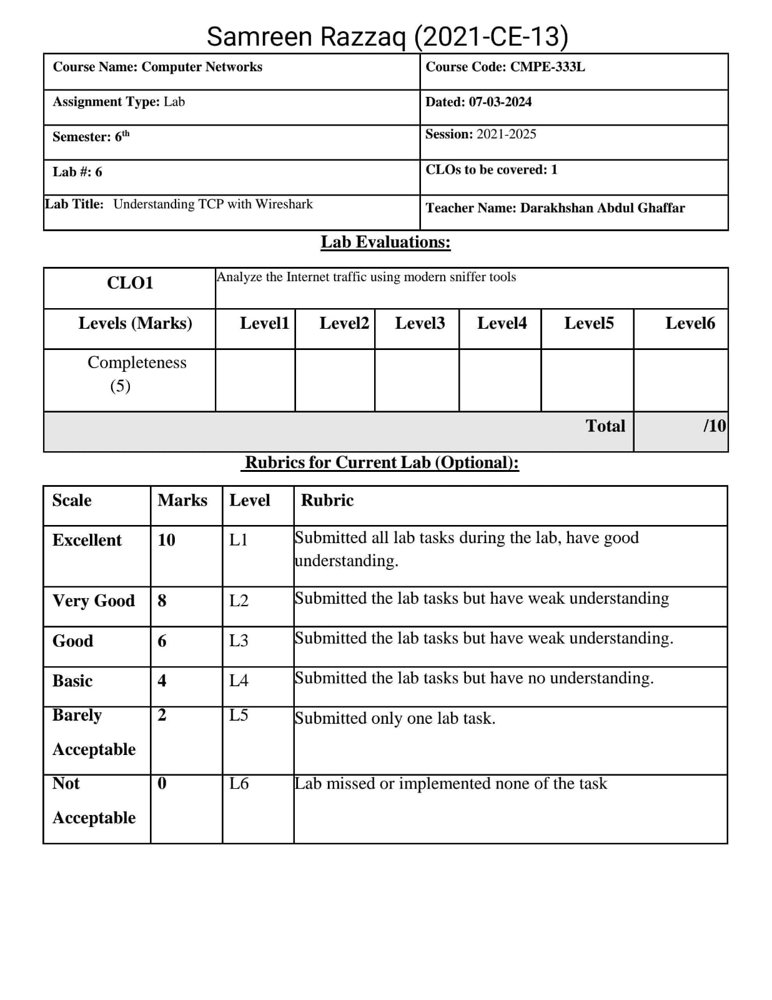 Samreen Razzaq (2021-CE-13)
Course Name: Computer Networks
Course Code: CMPE-333L
Assignment Type: Lab
Dated: 07-03-2024
Semester: 6th
Session: 2021-2025
Lab #: 6
CLOs to be covered: 1
Lab Title: Understanding TCP with Wireshark
Teacher Name: Darakhshan Abdul Ghaffar
Lab Evaluations:
CLO1
Analyze the Internet traffic using modern sniffer tools
Levels (Marks)
Level1
Level2
Level3
Level4
Level5
Level6
Completeness
(5)
Total
/10
Rubrics for Current Lab (Optional):
Scale
Marks
Level
Rubric
Excellent
10
L1
Submitted all lab tasks during the lab, have good
understanding.
Very Good
8
L2
Submitted the lab tasks but have weak understanding
Good
6
L3
Submitted the lab tasks but have weak understanding.
Basic
4
L4
Submitted the lab tasks but have no understanding.
Barely
Acceptable
2
L5
Submitted only one lab task.
Not
Acceptable
0
L6
Lab missed or implemented none of the task